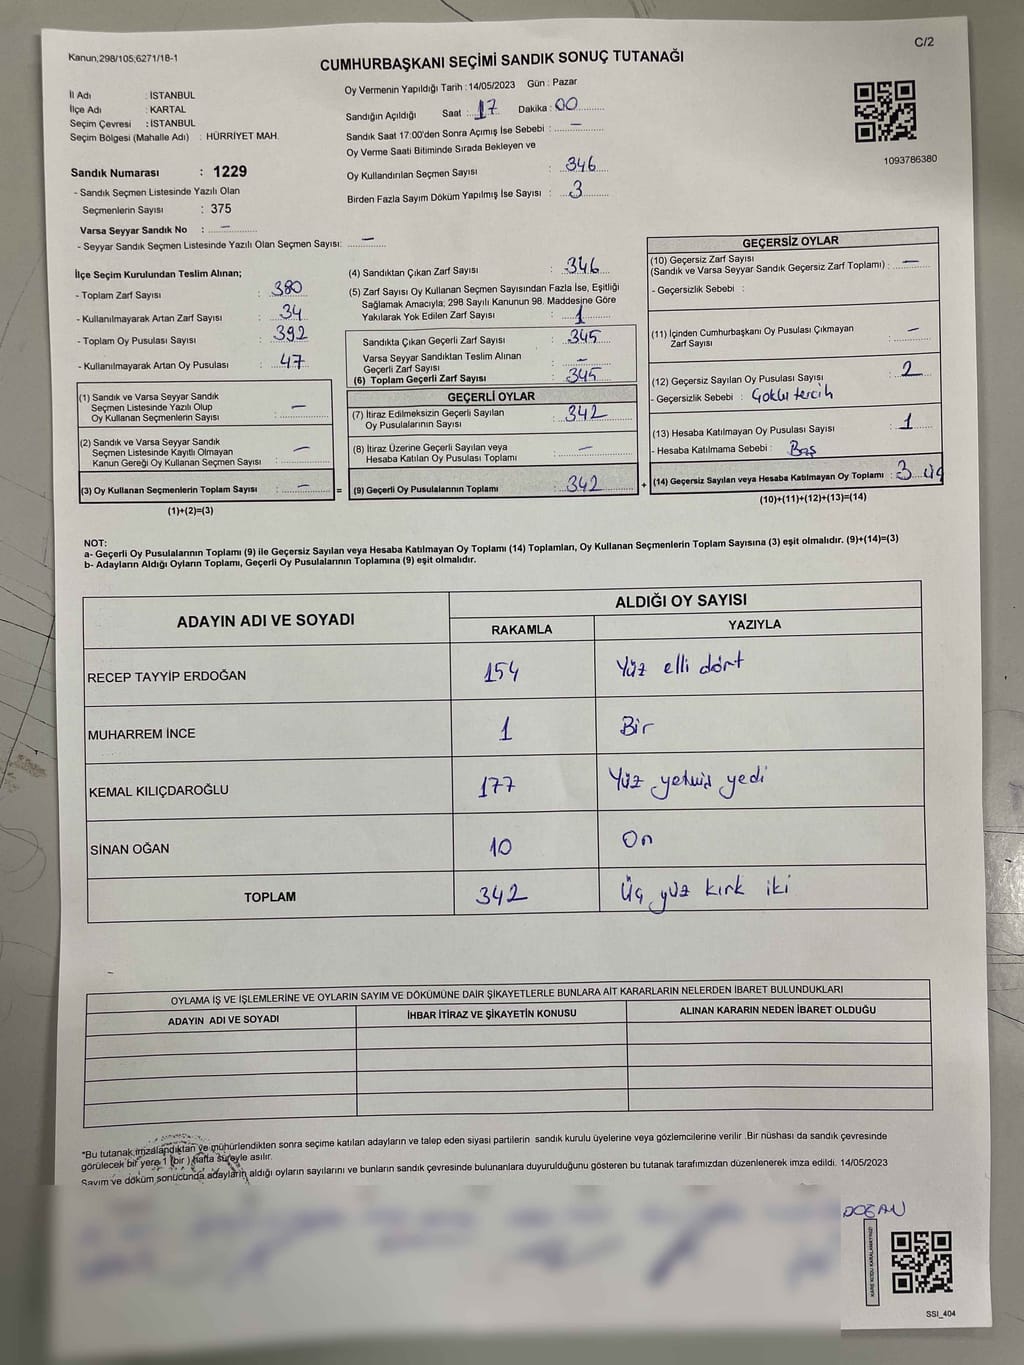 Kanun;298/105;6271/18-1
C/2
CUMHURBAŞKANI SEÇİMİ SANDIK SONUÇ TUTANAĞI
İl Adı : İSTANBUL
İlçe Adı : KARTAL
Seçim Çevresi : İSTANBUL
Seçim Bölgesi (Mahalle Adı) : HÜRRİYET MAH.
Sandık Numarası : 1229
- Sandık Seçmen Listesinde Yazılı Olan
Seçmenlerin Sayısı : 375
Varsa Seyyar Sandık No : —
- Seyyar Sandık Seçmen Listesinde Yazılı Olan Seçmen Sayısı: —
Oy Vermenin Yapıldığı Tarih : 14/05/2023 Gün : Pazar
Sandığın Açıldığı Saat : 17 Dakika : 00
Sandık Saat 17:00'den Sonra Açımış İse Sebebi : —
Oy Verme Saati Bitiminde Sırada Bekleyen ve
Oy Kullandırılan Seçmen Sayısı : 346
Birden Fazla Sayım Döküm Yapılmış İse Sayısı : 3
1093786380
İlçe Seçim Kurulundan Teslim Alınan;
- Toplam Zarf Sayısı : 380
- Kullanılmayarak Artan Zarf Sayısı : 34
- Toplam Oy Pusulası Sayısı : 392
- Kullanılmayarak Artan Oy Pusulası : 47
(1) Sandık ve Varsa Seyyar Sandık
Seçmen Listesinde Yazılı Olup
Oy Kullanan Seçmenlerin Sayısı : —
(2) Sandık ve Varsa Seyyar Sandık
Seçmen Listesinde Kayıtlı Olmayan
Kanun Gereği Oy Kullanan Seçmen Sayısı : —
(3) Oy Kullanan Seçmenlerin Toplam Sayısı : —
(1)+(2)=(3)
=
(4) Sandıktan Çıkan Zarf Sayısı : 346
(5) Zarf Sayısı Oy Kullanan Seçmen Sayısından Fazla İse, Eşitliği
Sağlamak Amacıyla; 298 Sayılı Kanunun 98. Maddesine Göre
Yakılarak Yok Edilen Zarf Sayısı : 1
Sandıkta Çıkan Geçerli Zarf Sayısı : 345
Varsa Seyyar Sandıktan Teslim Alınan
Geçerli Zarf Sayısı : —
(6) Toplam Geçerli Zarf Sayısı : 345
GEÇERLİ OYLAR
(7) İtiraz Edilmeksizin Geçerli Sayılan
Oy Pusulalarının Sayısı : 342
(8) İtiraz Üzerine Geçerli Sayılan veya
Hesaba Katılan Oy Pusulası Toplamı : —
(9) Geçerli Oy Pusulalarının Toplamı : 342
+
GEÇERSİZ OYLAR
(10) Geçersiz Zarf Sayısı
(Sandık ve Varsa Seyyar Sandık Geçersiz Zarf Toplamı) : —
- Geçersizlik Sebebi :
(11) İçinden Cumhurbaşkanı Oy Pusulası Çıkmayan
Zarf Sayısı : —
(12) Geçersiz Sayılan Oy Pusulası Sayısı : 2
- Geçersizlik Sebebi : Çoklu tercih
(13) Hesaba Katılmayan Oy Pusulası Sayısı : 1
- Hesaba Katılmama Sebebi : Boş
(14) Geçersiz Sayılan veya Hesaba Katılmayan Oy Toplamı : 3 üç
(10)+(11)+(12)+(13)=(14)
NOT:
a- Geçerli Oy Pusulalarının Toplamı (9) ile Geçersiz Sayılan veya Hesaba Katılmayan Oy Toplamı (14) Toplamları, Oy Kullanan Seçmenlerin Toplam Sayısına (3) eşit olmalıdır. (9)+(14)=(3)
b- Adayların Aldığı Oyların Toplamı, Geçerli Oy Pusulalarının Toplamına (9) eşit olmalıdır.
ADAYIN ADI VE SOYADI ALDIĞI OY SAYISI
RAKAMLA YAZIYLA
RECEP TAYYİP ERDOĞAN 154 Yüz elli dört
MUHARREM İNCE 1 Bir
KEMAL KILIÇDAROĞLU 177 Yüz yetmiş yedi
SİNAN OĞAN 10 On
TOPLAM 342 Üç yüz kırk iki
OYLAMA İŞ VE İŞLEMLERİNE VE OYLARIN SAYIM VE DÖKÜMÜNE DAİR ŞİKAYETLERLE BUNLARA AİT KARARLARIN NELERDEN İBARET BULUNDUKLARI
ADAYIN ADI VE SOYADI İHBAR İTİRAZ VE ŞİKAYETİN KONUSU ALINAN KARARIN NEDEN İBARET OLDUĞU
*Bu tutanak imzalandıktan ve mühürlendikten sonra seçime katılan adayların ve talep eden siyasi partilerin sandık kurulu üyelerine veya gözlemcilerine verilir .Bir nüshası da sandık çevresinde
görülecek bir yere 1 (bir ) hafta süreyle asılır.
Sayım ve döküm sonucunda adayların aldığı oyların sayılarını ve bunların sandık çevresinde bulunanlara duyurulduğunu gösteren bu tutanak tarafımızdan düzenlenerek imza edildi. 14/05/2023
DOĞAN
KARE KODU KARALAMAYINIZ!
SSI_404